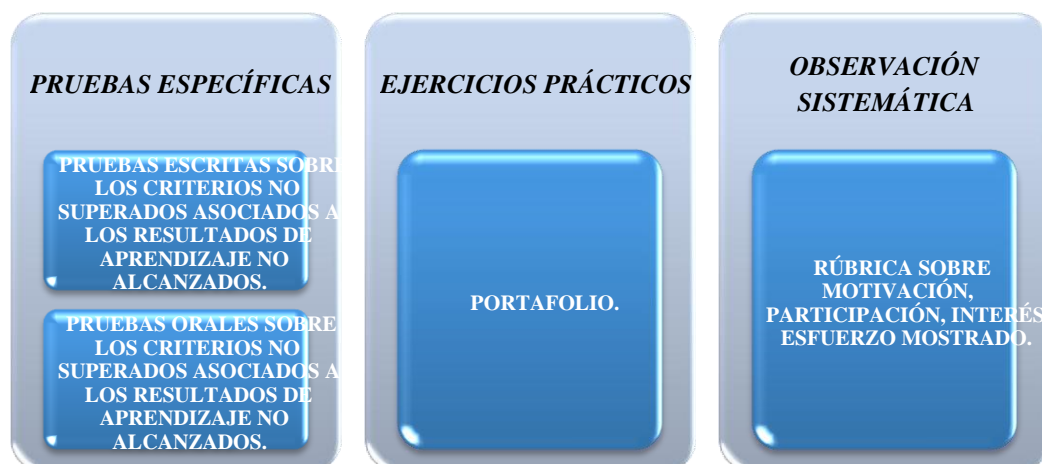 PRUEBAS ESPECÍFICAS
PRUEBAS ESCRITAS SOBRE
LOS CRITERIOS NO
SUPERADOS ASOCIADOS A
LOS RESULTADOS DE
APRENDIZAJE NO
ALCANZADOS.
PRUEBAS ORALES SOBRE
LOS CRITERIOS NO
SUPERADOS ASOCIADOS A
LOS RESULTADOS DE
APRENDIZAJE NO
ALCANZADOS.
EJERCICIOS PRÁCTICOS
PORTAFOLIO.
OBSERVACIÓN
SISTEMÁTICA
RÚBRICA SOBRE
MOTIVACIÓN,
PARTICIPACIÓN, INTERÉS
ESFUERZO MOSTRADO.